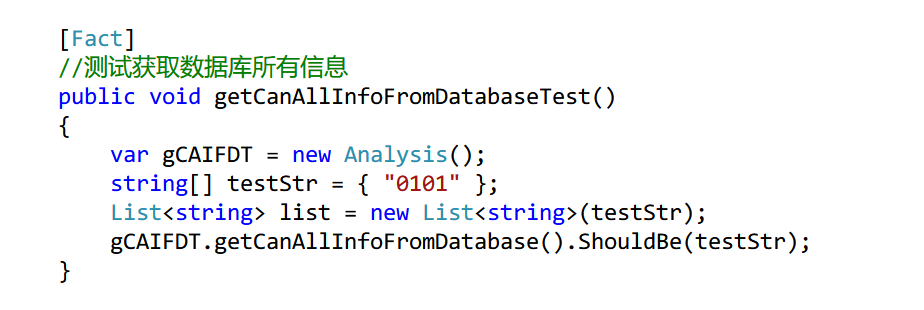 [Fact]
//测试获取数据库所有信息
public void getCanAllInfoFromDatabaseTest()
{
    var gCAIFDT = new Analysis();
    string[] testStr = { "0101" };
    List<string> list = new List<string>(testStr);
    gCAIFDT.getCanAllInfoFromDatabase().ShouldBe(testStr);
}